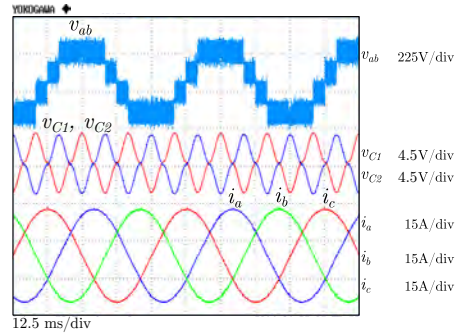 YOKOGAWA
v_ab
v_ab 225V/div
v_C1, v_C2
v_C1 4.5V/div
v_C2 4.5V/div
i_a i_b i_c
i_a 15A/div
i_b 15A/div
i_c 15A/div
12.5 ms/div